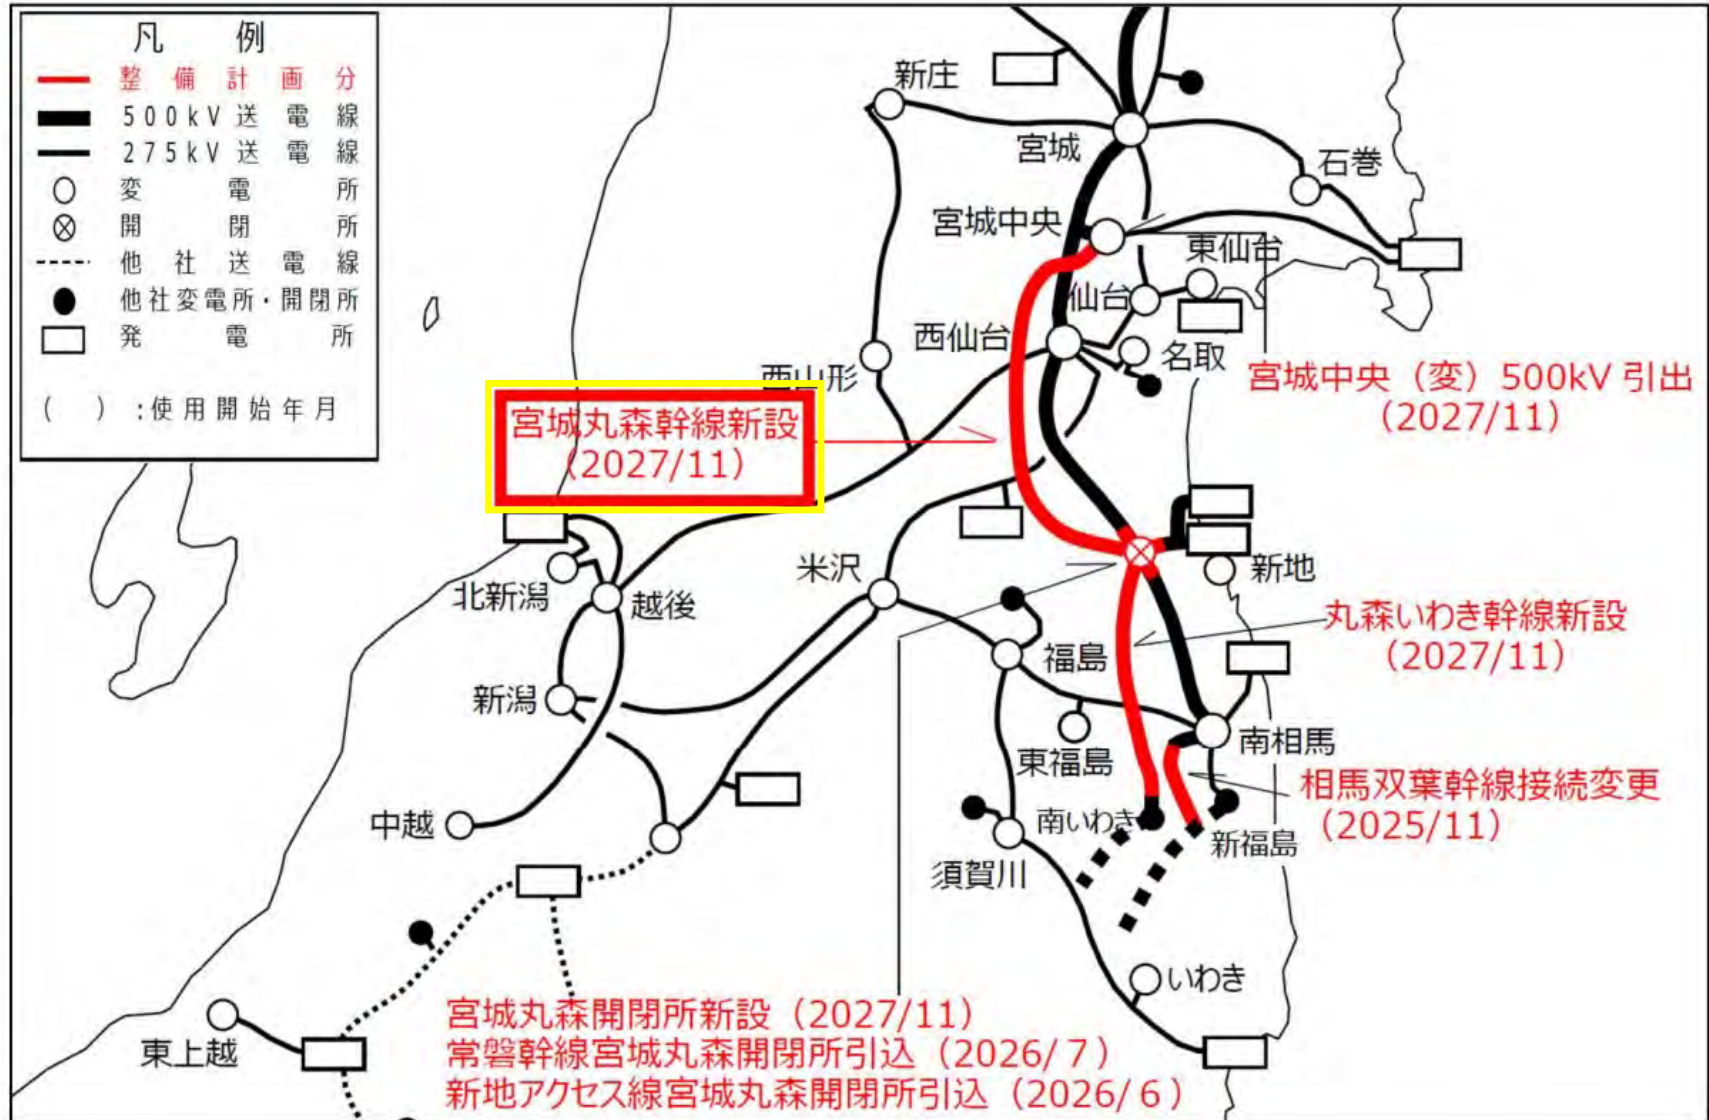 凡 例
整備計画分
500kV送電線
275kV送電線
変電所
開閉所
他社送電線
他社変電所・開閉所
発電所
( ) :使用開始年月
新庄
宮城
石巻
宮城中央
東仙台
仙台
西仙台
名取
西山形
宮城中央（変）500kV 引出
（2027/11）
宮城丸森幹線新設
（2027/11）
北新潟
越後
米沢
新地
丸森いわき幹線新設
（2027/11）
福島
新潟
東福島
南相馬
相馬双葉幹線接続変更
（2025/11）
中越
南いわき
新福島
須賀川
いわき
東上越
宮城丸森開閉所新設（2027/11）
常磐幹線宮城丸森開閉所引込（2026/ 7 ）
新地アクセス線宮城丸森開閉所引込（2026/ 6 ）